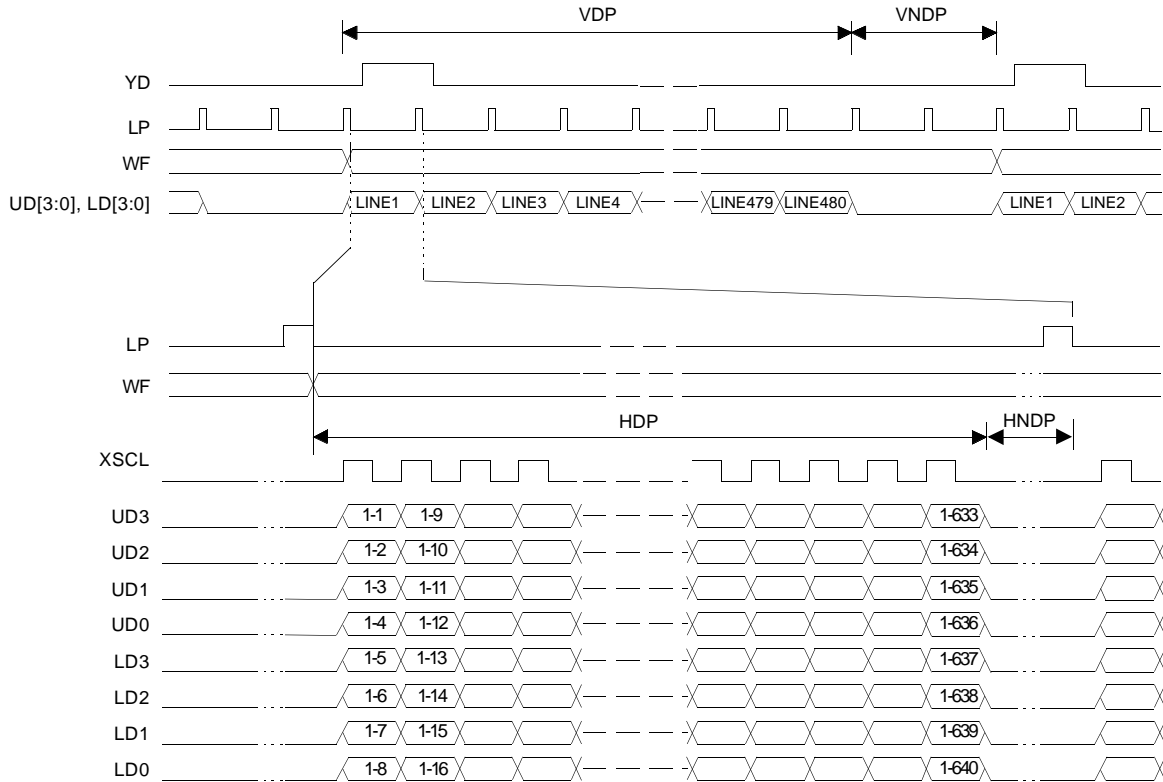 VDP VNDP
YD
LP
WF
UD[3:0], LD[3:0] LINE1 LINE2 LINE3 LINE4 LINE479 LINE480 LINE1 LINE2
LP
WF
HDP HNDP
XSCL
UD3 1-1 1-9 1-633
UD2 1-2 1-10 1-634
UD1 1-3 1-11 1-635
UD0 1-4 1-12 1-636
LD3 1-5 1-13 1-637
LD2 1-6 1-14 1-638
LD1 1-7 1-15 1-639
LD0 1-8 1-16 1-640